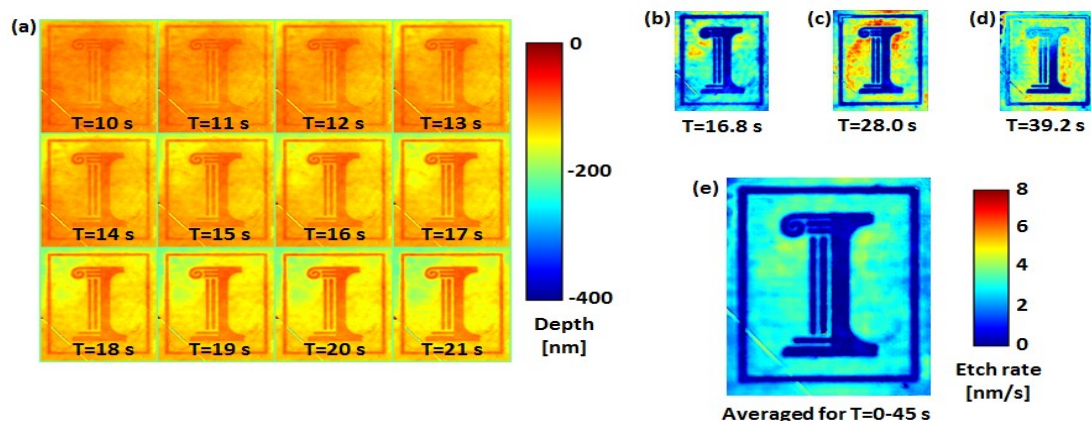 (a)
T=10 s T=11 s T=12 s T=13 s
T=14 s T=15 s T=16 s T=17 s
T=18 s T=19 s T=20 s T=21 s
0
-200
-400
Depth
[nm]
(b) (c) (d)
T=16.8 s T=28.0 s T=39.2 s
(e)
8
6
4
2
0
Etch rate
[nm/s]
Averaged for T=0-45 s